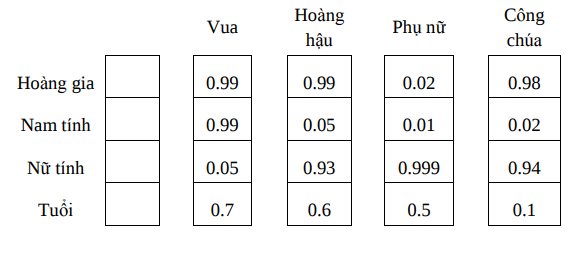 Vua Hoàng hậu Phụ nữ Công chúa
Hoàng gia 0.99 0.99 0.02 0.98
Nam tính 0.99 0.05 0.01 0.02
Nữ tính 0.05 0.93 0.999 0.94
Tuổi 0.7 0.6 0.5 0.1